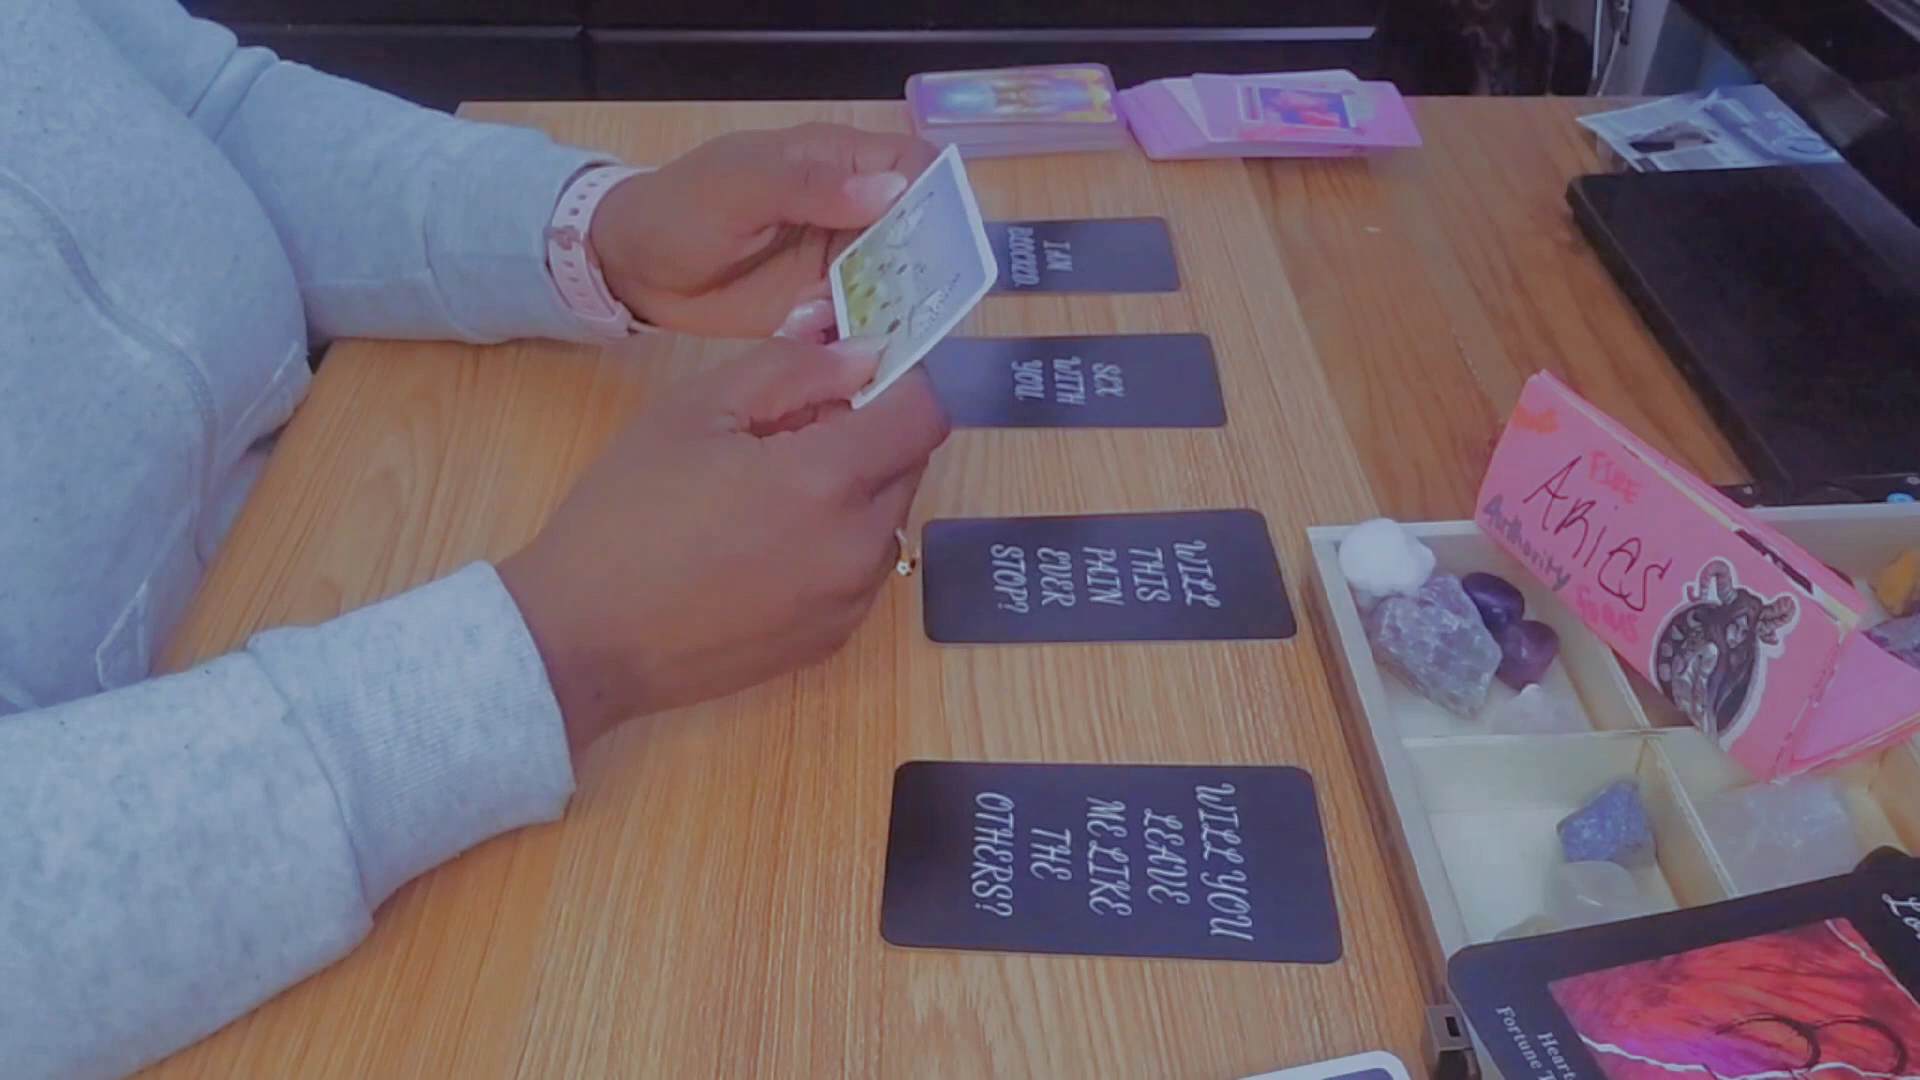 I AM
BLOCKED
SEX
WITH
YOU
WILL
THIS
PAIN
EVER
STOP?
WILL YOU
LEAVE
ME LIKE
THE
OTHERS?
FIRE
ARIES
Authority
Heart
Fortune T